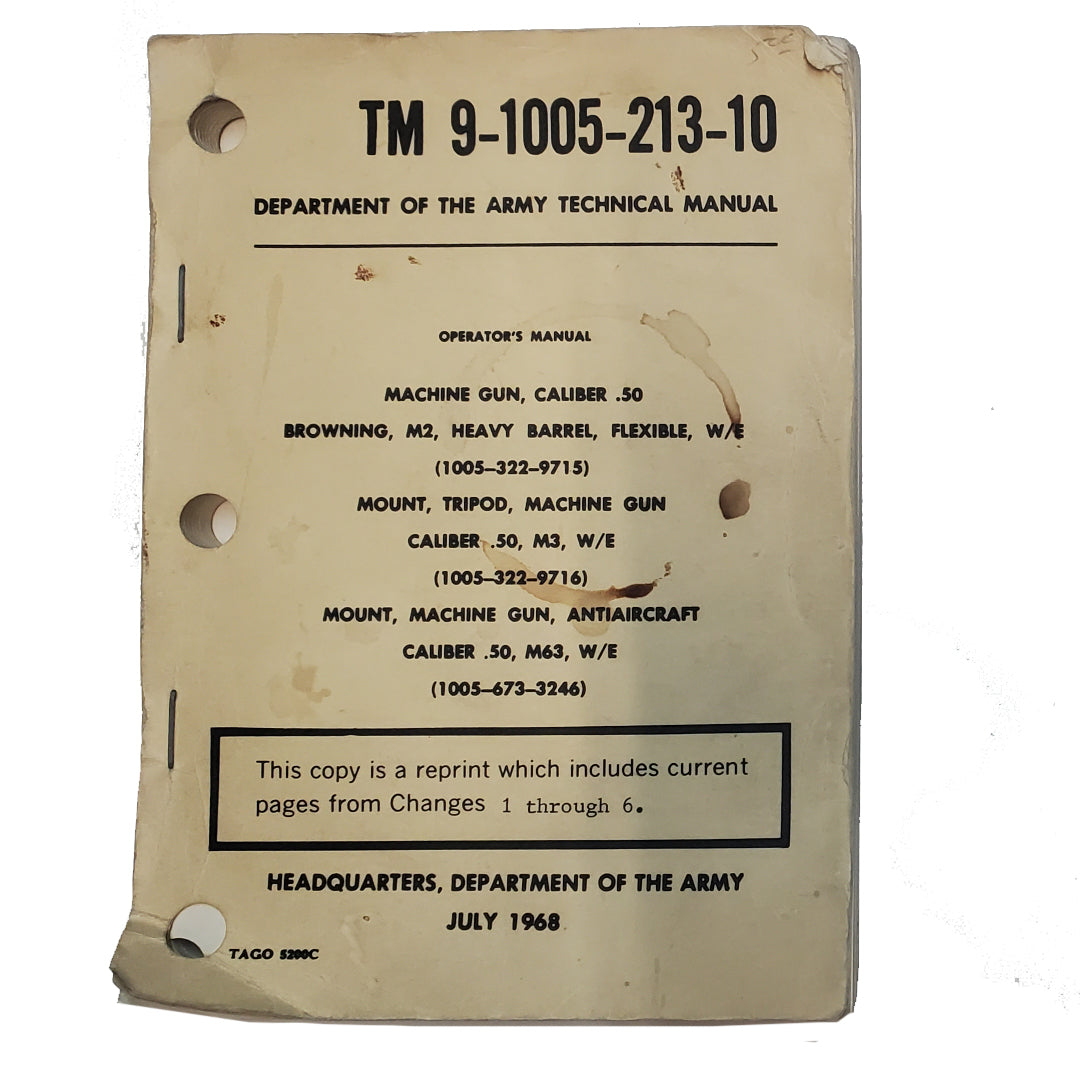 TM 9-1005-213-10
DEPARTMENT OF THE ARMY TECHNICAL MANUAL
OPERATOR'S MANUAL
MACHINE GUN, CALIBER .50
BROWNING, M2, HEAVY BARREL, FLEXIBLE, W/E
(1005-322-9715)
MOUNT, TRIPOD, MACHINE GUN
CALIBER .50, M3, W/E
(1005-322-9716)
MOUNT, MACHINE GUN, ANTIAIRCRAFT
CALIBER .50, M63, W/E
(1005-673-3246)
This copy is a reprint which includes current
pages from Changes 1 through 6.
HEADQUARTERS, DEPARTMENT OF THE ARMY
JULY 1968
TAGO 5200C